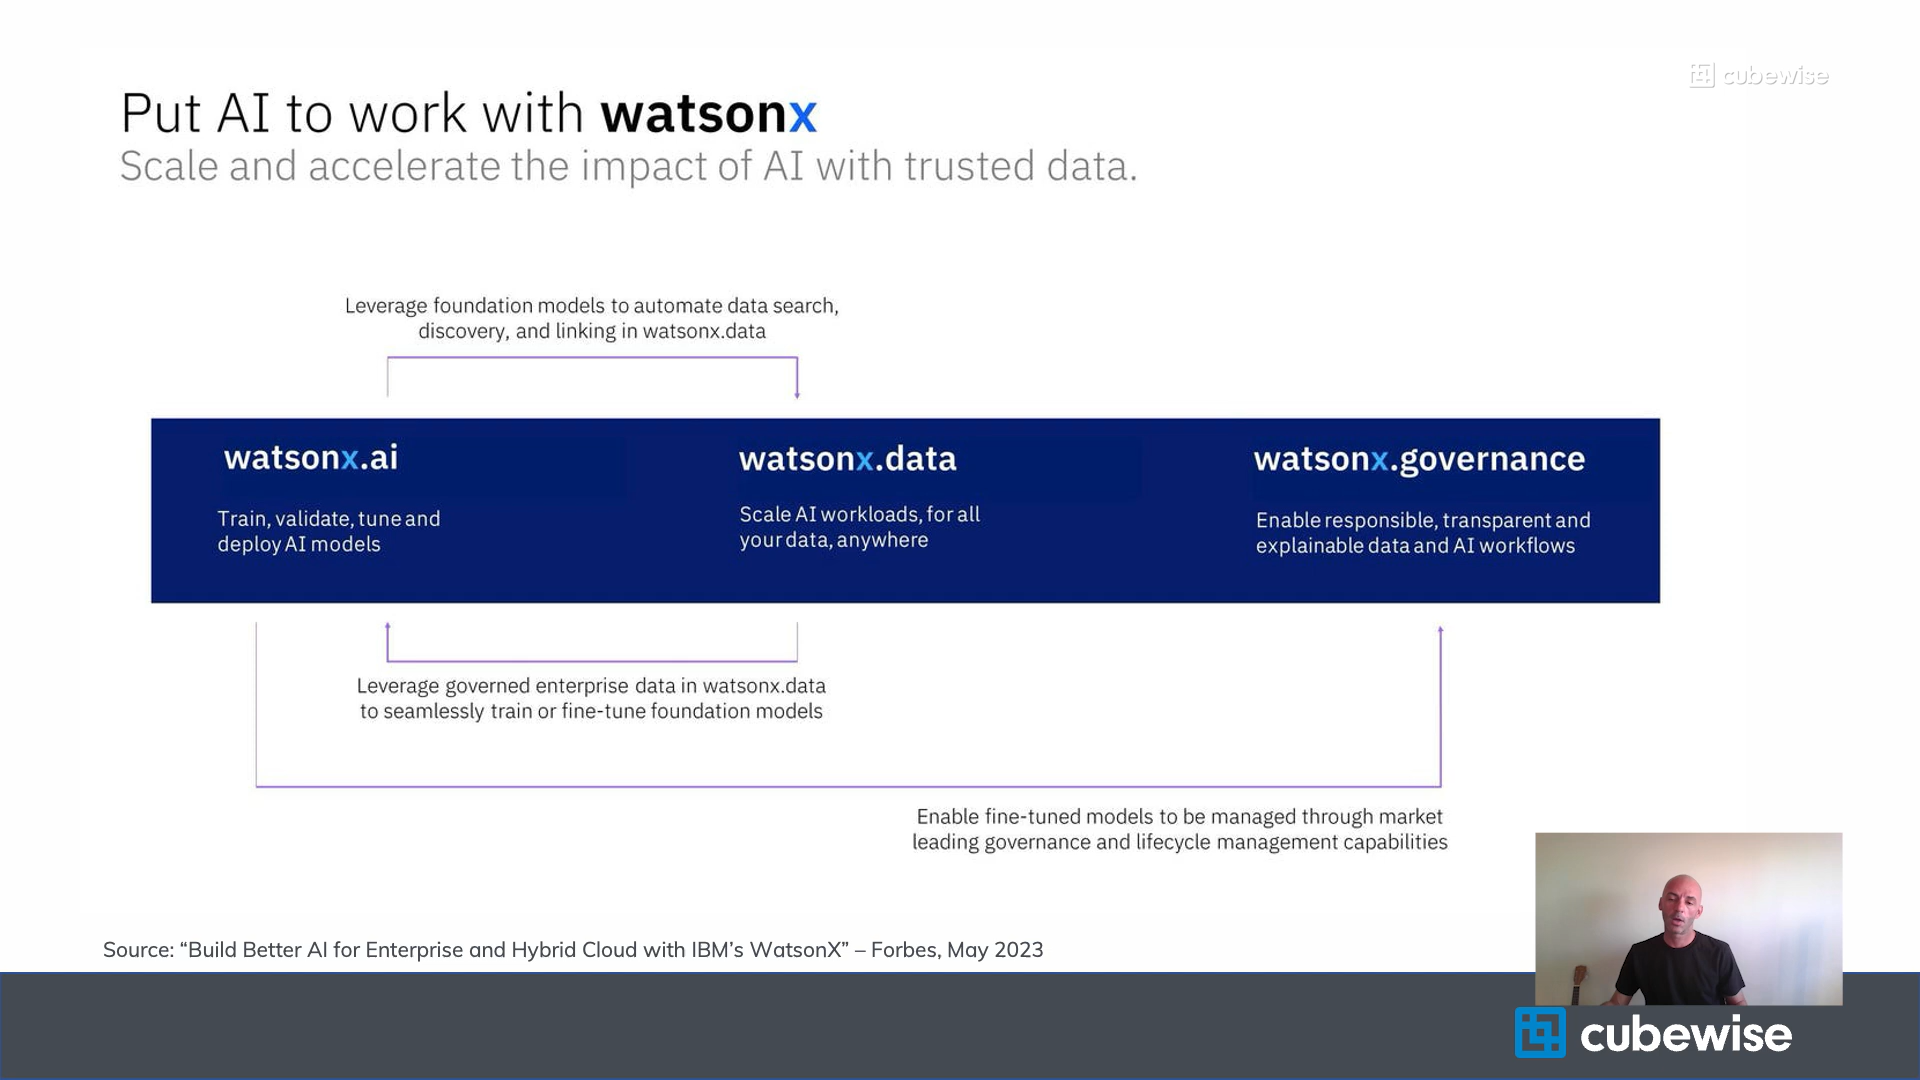 cubewise
Put AI to work with watsonx
Scale and accelerate the impact of AI with trusted data.
Leverage foundation models to automate data search,
discovery, and linking in watsonx.data
watsonx.ai
Train, validate, tune and
deploy AI models
watsonx.data
Scale AI workloads, for all
your data, anywhere
watsonx.governance
Enable responsible, transparent and
explainable data and AI workflows
Leverage governed enterprise data in watsonx.data
to seamlessly train or fine-tune foundation models
Enable fine-tuned models to be managed through market
leading governance and lifecycle management capabilities
Source: “Build Better AI for Enterprise and Hybrid Cloud with IBM’s WatsonX” – Forbes, May 2023
cubewise